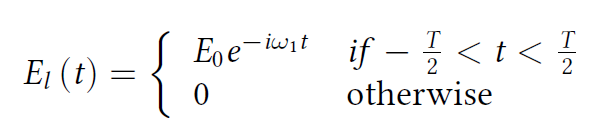 E_l (t) = { E_0 e^{-iω_1 t} if − T/2 < t < T/2
0 otherwise